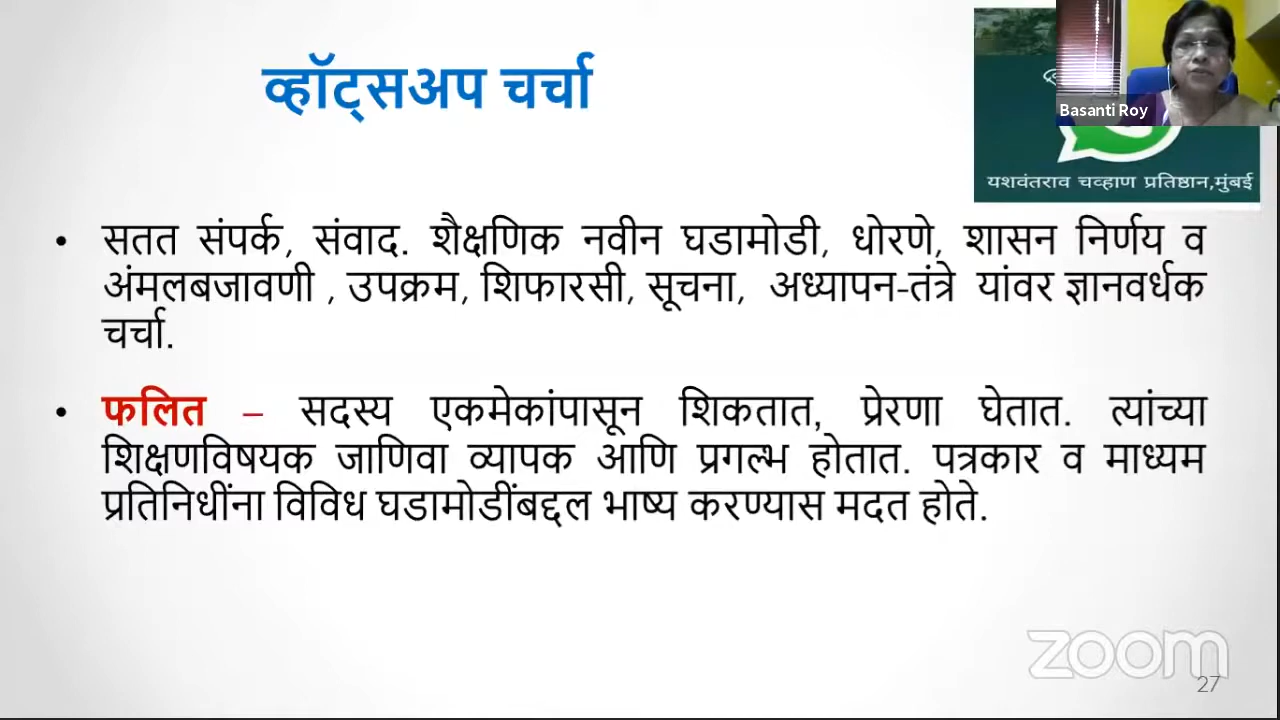 व्हॉट्सअप चर्चा
Basanti Roy
यशवंतराव चव्हाण प्रतिष्ठान,मुंबई
• सतत संपर्क, संवाद. शैक्षणिक नवीन घडामोडी, धोरणे, शासन निर्णय व
अंमलबजावणी , उपक्रम, शिफारसी, सूचना, अध्यापन-तंत्रे यांवर ज्ञानवर्धक
चर्चा.
• फलित – सदस्य एकमेकांपासून शिकतात, प्रेरणा घेतात. त्यांच्या
शिक्षणविषयक जाणिवा व्यापक आणि प्रगल्भ होतात. पत्रकार व माध्यम
प्रतिनिधींना विविध घडामोडींबद्दल भाष्य करण्यास मदत होते.
zoom
27